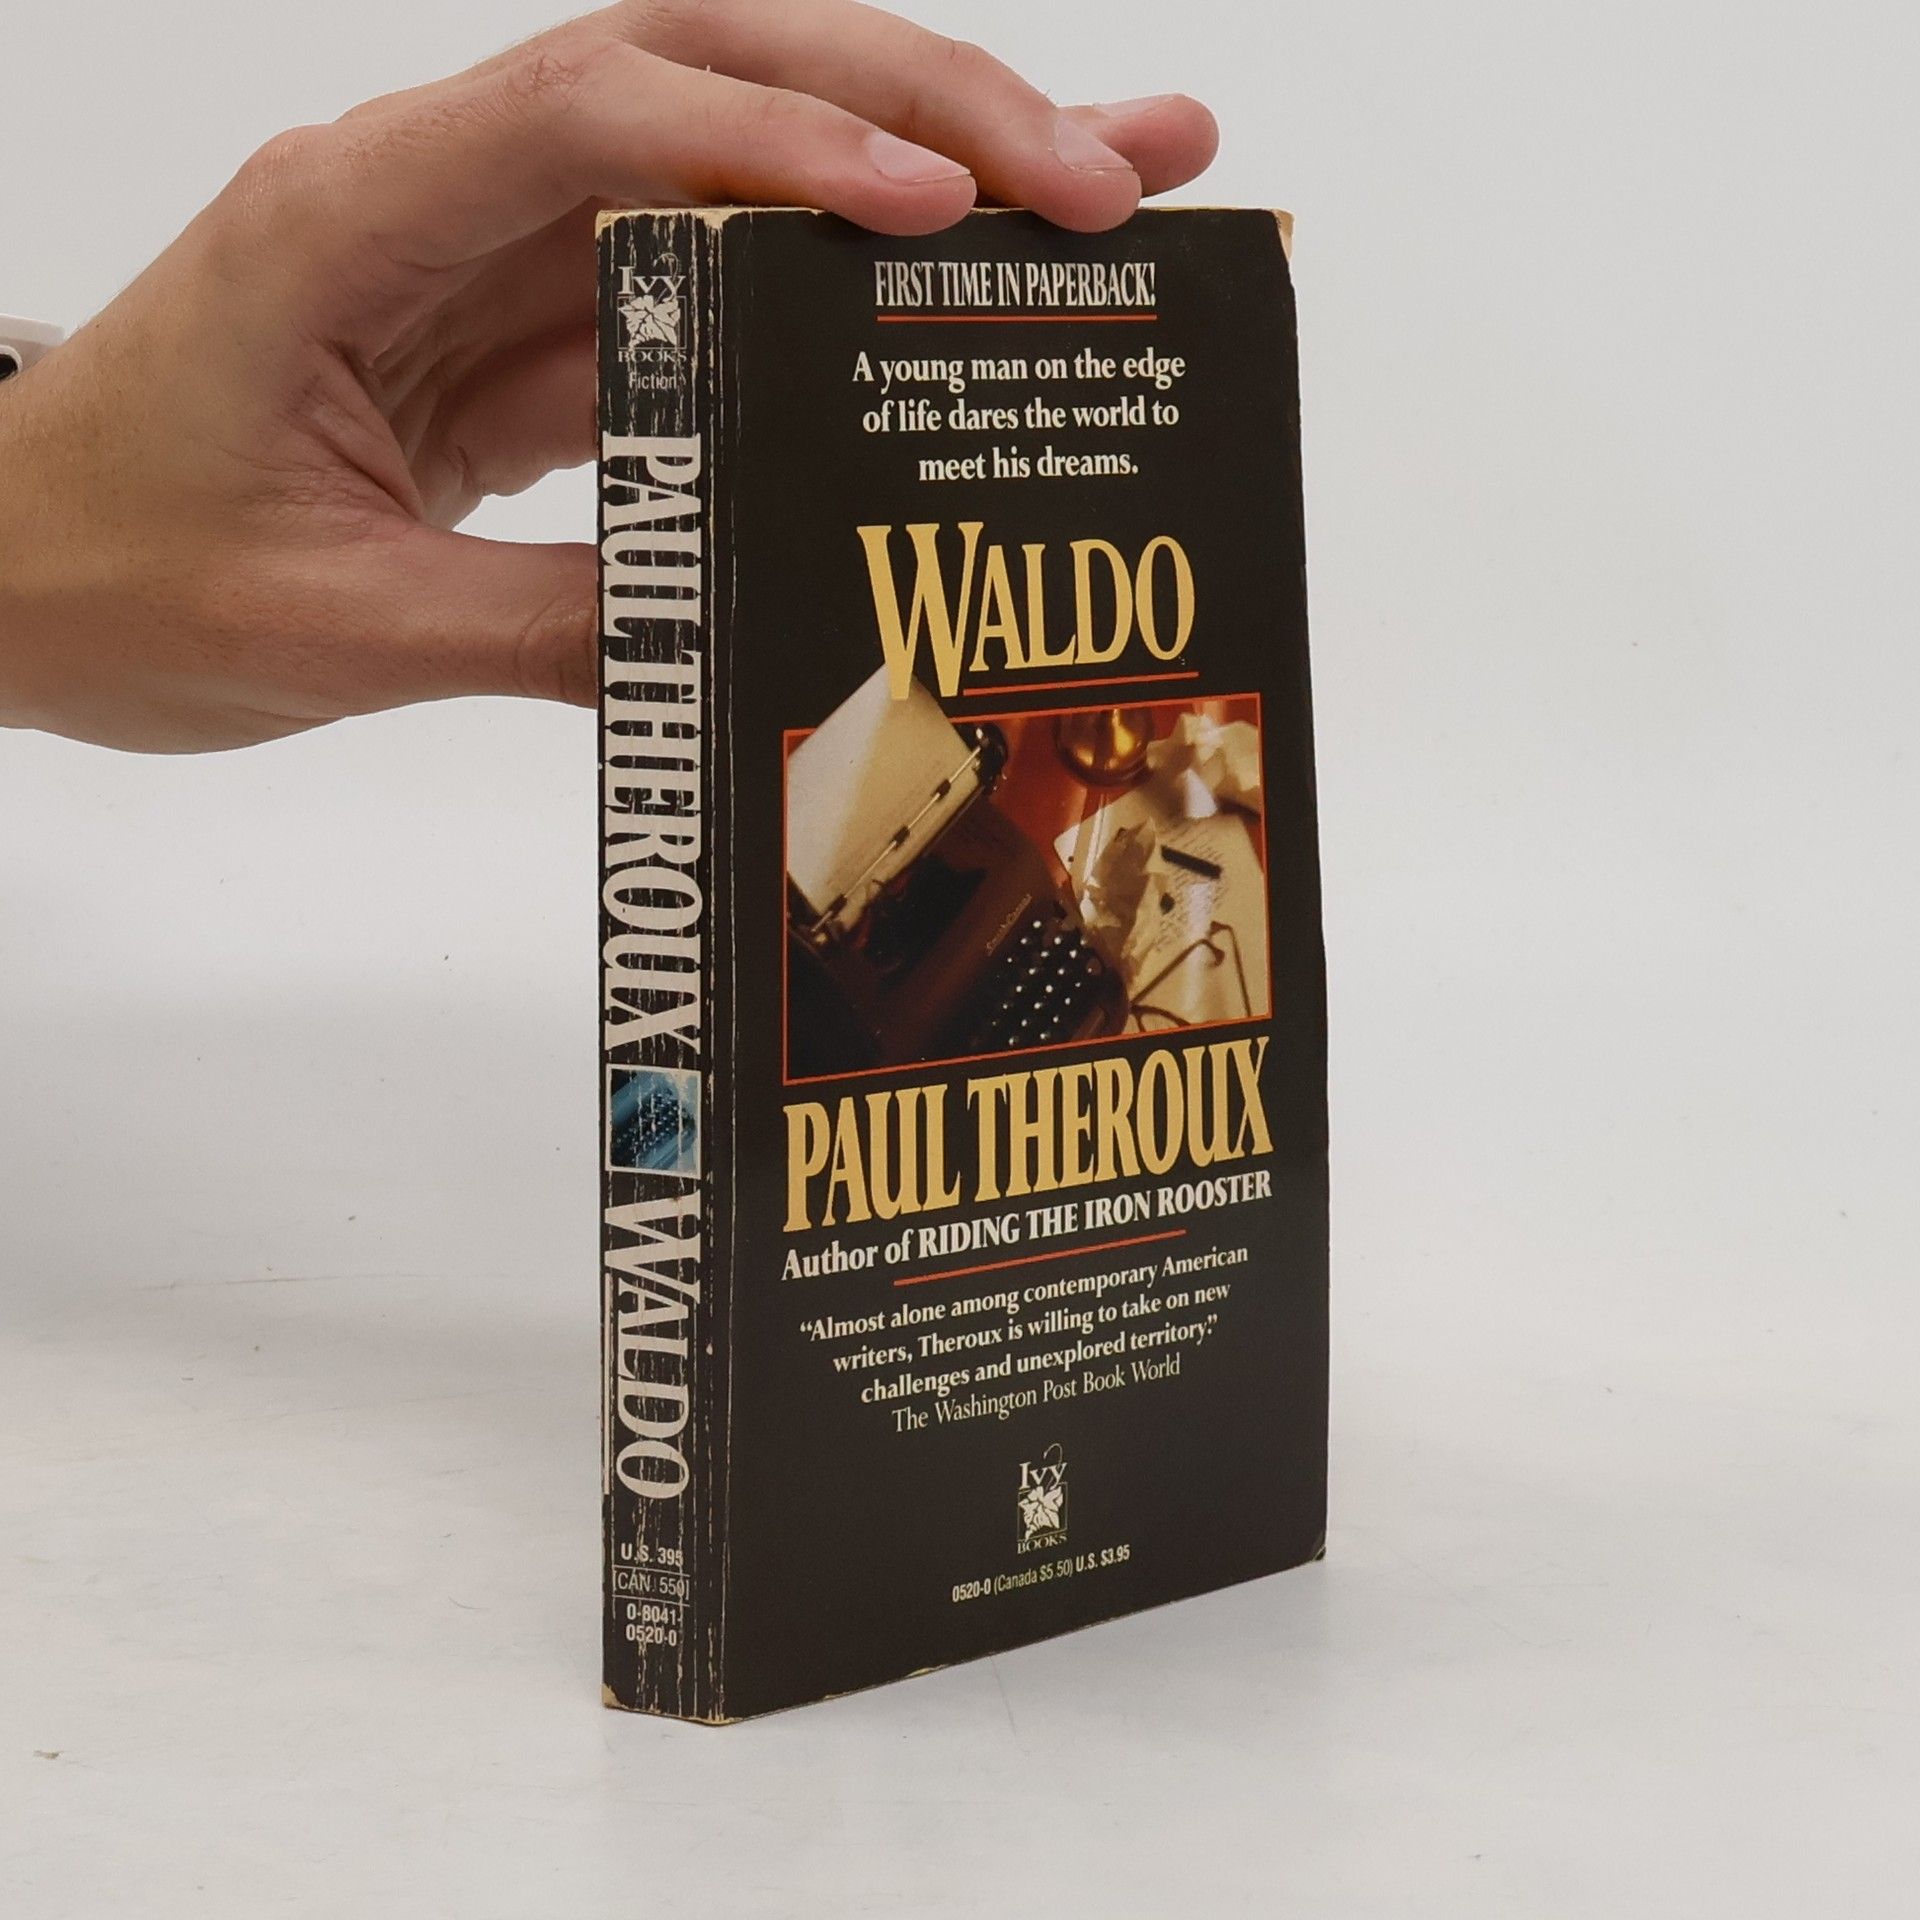 IVY
BOOKS
Fiction
PAUL THEROUX
WALDO
U.S. 395
[CAN. 550]
0-8041-
0520-0
FIRST TIME IN PAPERBACK!
A young man on the edge
of life dares the world to
meet his dreams.
WALDO
Smith-Corona
PAUL THEROUX
Author of RIDING THE IRON ROOSTER
“Almost alone among contemporary American
writers, Theroux is willing to take on new
challenges and unexplored territory.”
The Washington Post Book World
IVY
BOOKS
0520-0 (Canada $5.50) U.S. $3.95